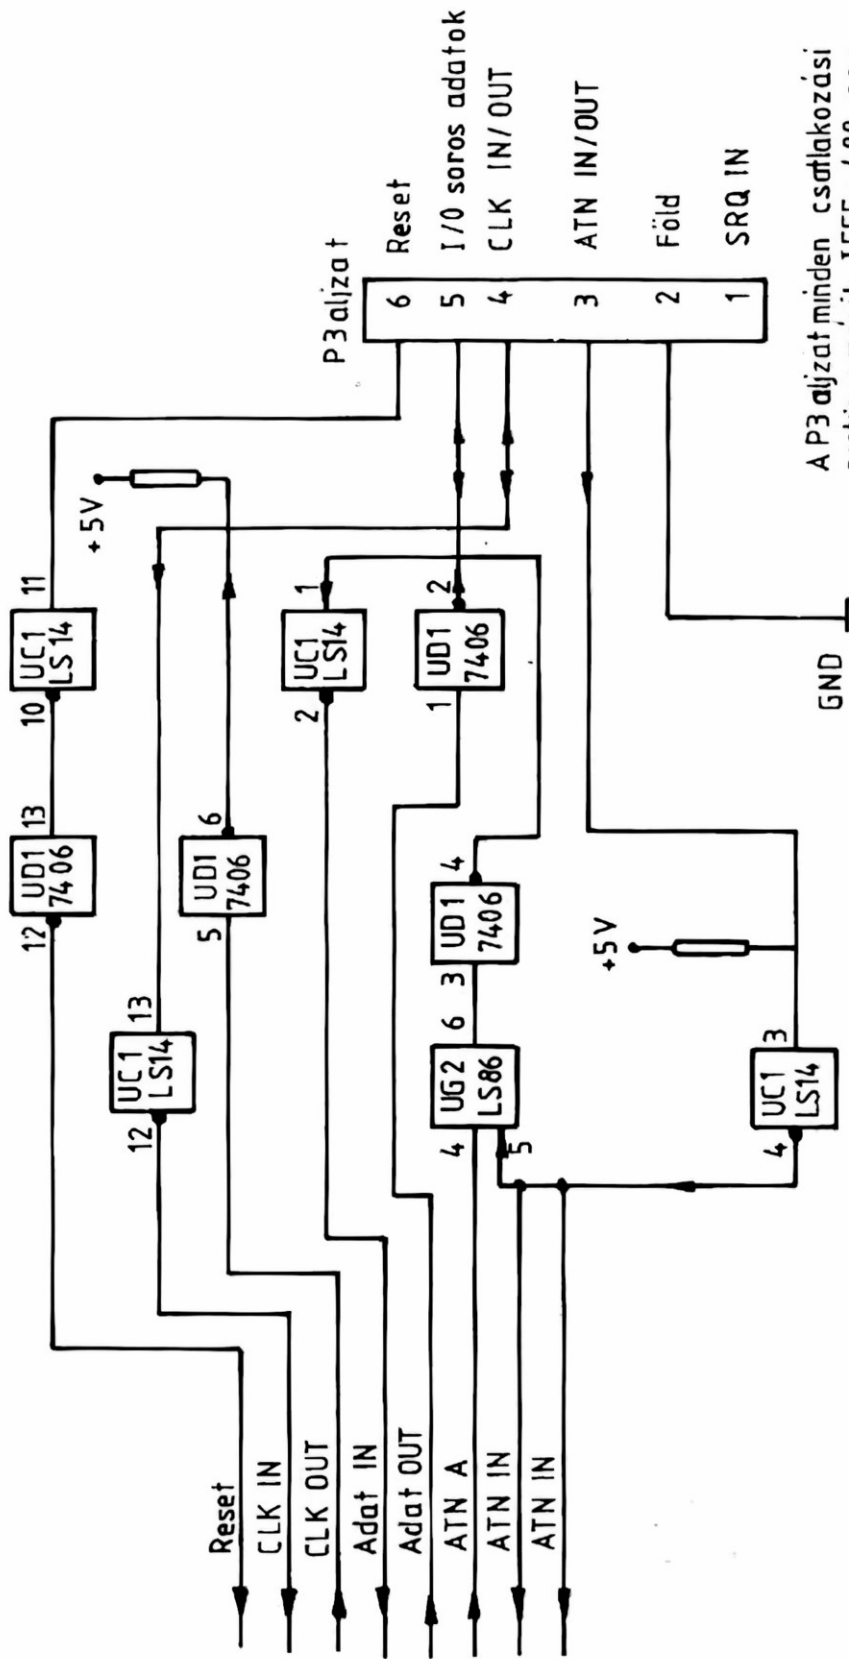 Reset
CLK IN
CLK OUT
Adat IN
Adat OUT
ATN A
ATN IN
ATN IN
12
UD1
7406
13
10
UC1
LS14
11
12
UC1
LS14
13
5
UD1
7406
6
+5V
2
UC1
LS14
1
1
UD1
7406
2
4
5
UG2
LS86
6
3
UD1
7406
4
+5V
4
UC1
LS14
3
GND
P3 aljzat
6 Reset
5 I/O soros adatok
4 CLK IN/OUT
3 ATN IN/OUT
2 Föld
1 SRQ IN
A P3 aljzat minden csatlakozási